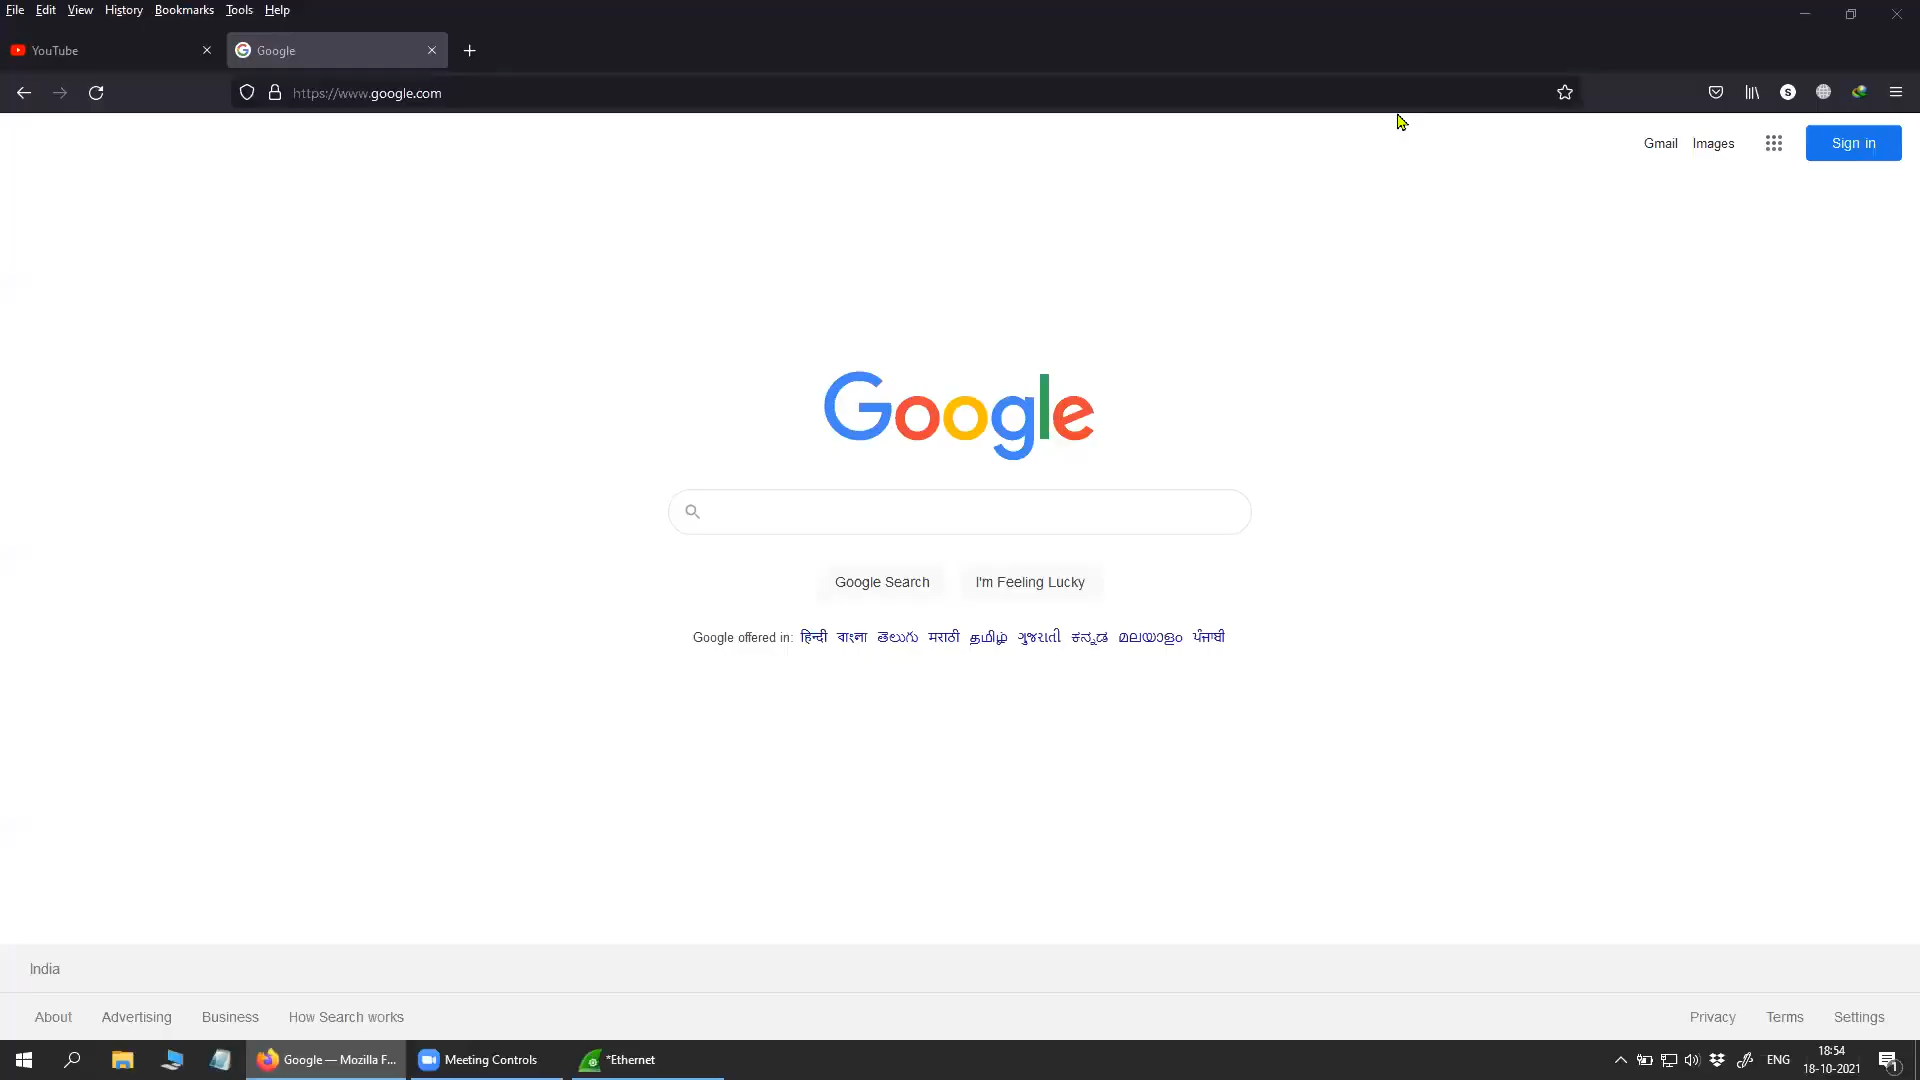 File Edit View History Bookmarks Tools Help
YouTube
Google
https://www.google.com
S
Gmail Images Sign in
Google
Google Search I'm Feeling Lucky
Google offered in: हिन्दी বাংলা తెలుగు मराठी தமிழ் ગુજરાતી ಕನ್ನಡ മലയാളം ਪੰਜਾਬੀ
India
About Advertising Business How Search works Privacy Terms Settings
Google — Mozilla F... Meeting Controls *Ethernet ENG 18:54
18-10-2021
1